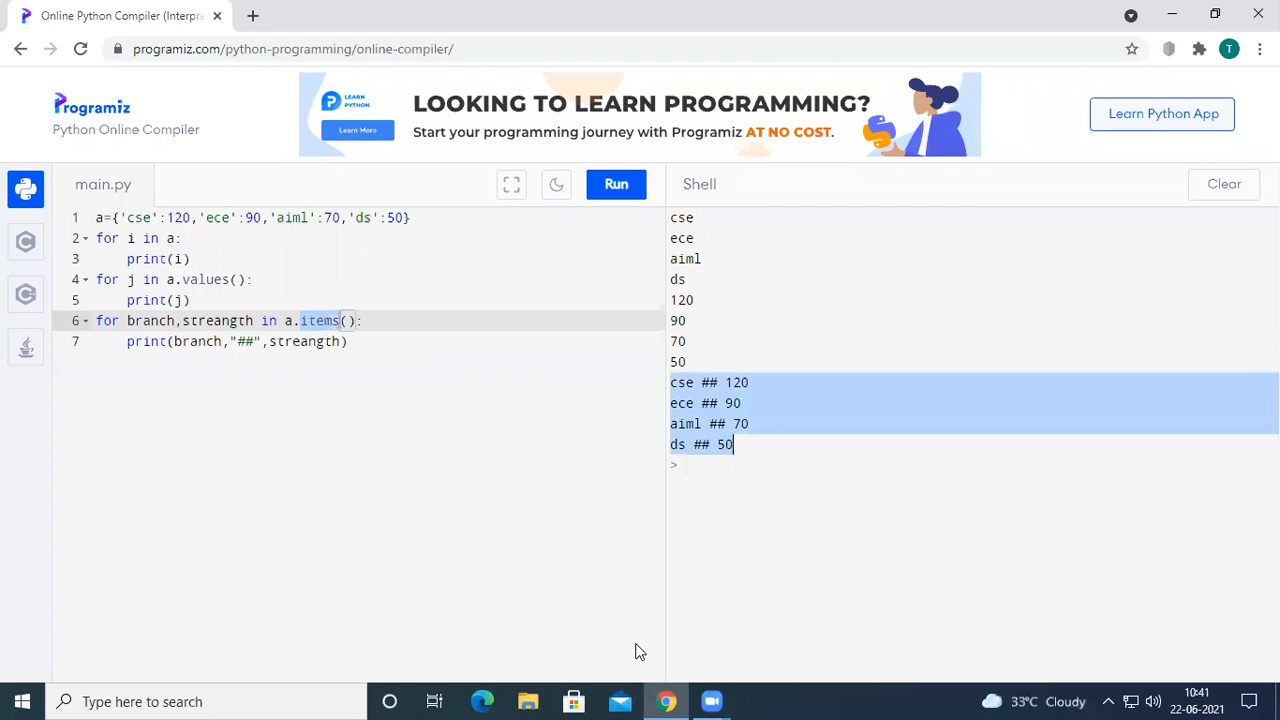 Online Python Compiler (Interpre
programiz.com/python-programming/online-compiler/
T
Programiz
Python Online Compiler
LEARN
PYTHON
Learn More
LOOKING TO LEARN PROGRAMMING?
Start your programming journey with Programiz AT NO COST.
Learn Python App
main.py
Run
Shell
Clear
1 a={'cse':120,'ece':90,'aiml':70,'ds':50}
2 for i in a:
3 print(i)
4 for j in a.values():
5 print(j)
6 for branch,streangth in a.items():
7 print(branch,"##",streangth)
cse
ece
aiml
ds
120
90
70
50
cse ## 120
ece ## 90
aiml ## 70
ds ## 50
>
Type here to search
33°C Cloudy
10:41
22-06-2021